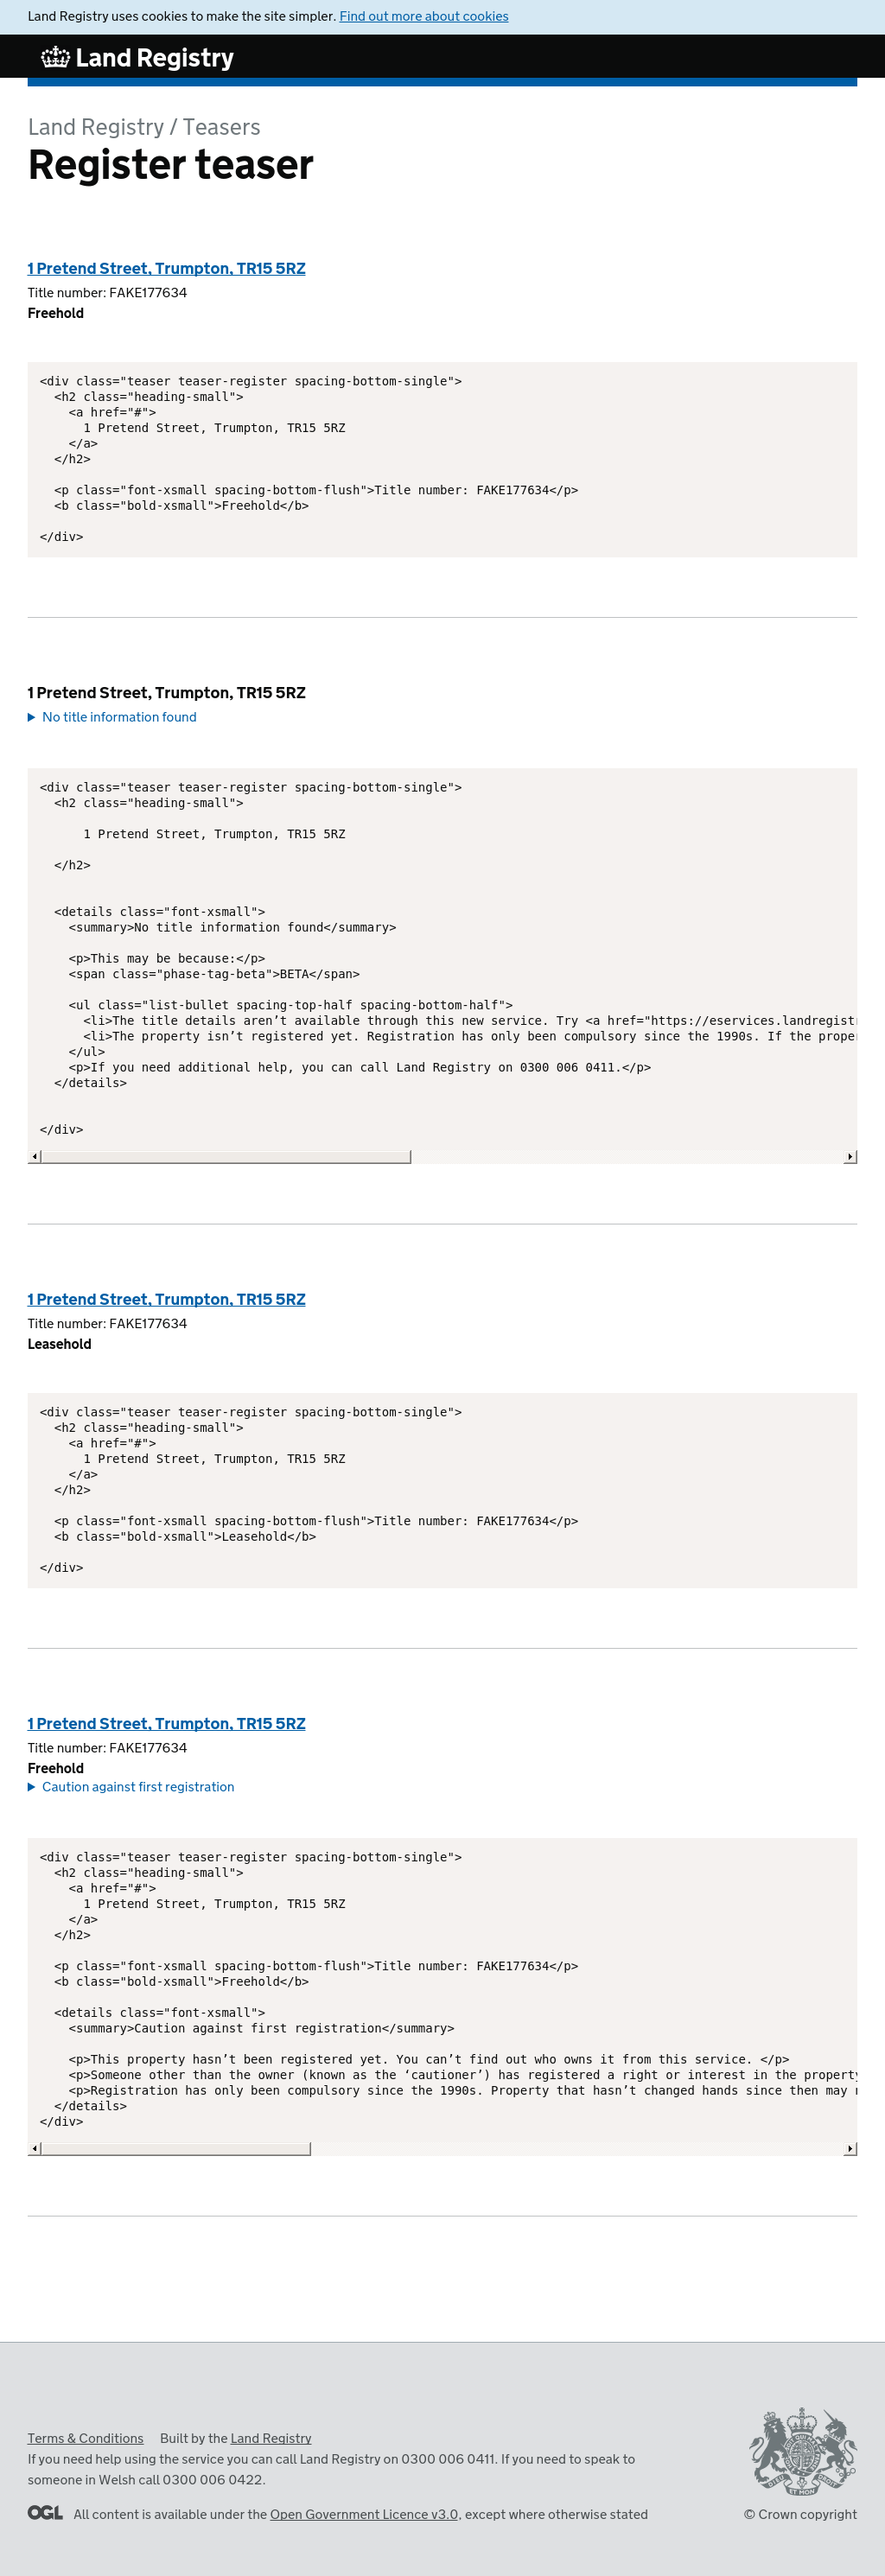 Land Registry uses cookies to make the site simpler. Find out more about cookies
Land Registry
Land Registry / Teasers
Register teaser
1 Pretend Street, Trumpton, TR15 5RZ
Title number: FAKE177634
Freehold
<div class="teaser teaser-register spacing-bottom-single">
  <h2 class="heading-small">
    <a href="#">
      1 Pretend Street, Trumpton, TR15 5RZ
    </a>
  </h2>
  <p class="font-xsmall spacing-bottom-flush">Title number: FAKE177634</p>
  <b class="bold-xsmall">Freehold</b>
</div>
1 Pretend Street, Trumpton, TR15 5RZ
No title information found
<div class="teaser teaser-register spacing-bottom-single">
  <h2 class="heading-small">
      1 Pretend Street, Trumpton, TR15 5RZ
  </h2>
  <details class="font-xsmall">
    <summary>No title information found</summary>
    <p>This may be because:</p>
    <span class="phase-tag-beta">BETA</span>
    <ul class="list-bullet spacing-top-half spacing-bottom-half">
      <li>The title details aren’t available through this new service. Try <a href="https://eservices.landregistr
      <li>The property isn’t registered yet. Registration has only been compulsory since the 1990s. If the proper
    </ul>
    <p>If you need additional help, you can call Land Registry on 0300 006 0411.</p>
  </details>
</div>
1 Pretend Street, Trumpton, TR15 5RZ
Title number: FAKE177634
Leasehold
<div class="teaser teaser-register spacing-bottom-single">
  <h2 class="heading-small">
    <a href="#">
      1 Pretend Street, Trumpton, TR15 5RZ
    </a>
  </h2>
  <p class="font-xsmall spacing-bottom-flush">Title number: FAKE177634</p>
  <b class="bold-xsmall">Leasehold</b>
</div>
1 Pretend Street, Trumpton, TR15 5RZ
Title number: FAKE177634
Freehold
Caution against first registration
<div class="teaser teaser-register spacing-bottom-single">
  <h2 class="heading-small">
    <a href="#">
      1 Pretend Street, Trumpton, TR15 5RZ
    </a>
  </h2>
  <p class="font-xsmall spacing-bottom-flush">Title number: FAKE177634</p>
  <b class="bold-xsmall">Freehold</b>
  <details class="font-xsmall">
    <summary>Caution against first registration</summary>
    <p>This property hasn’t been registered yet. You can’t find out who owns it from this service. </p>
    <p>Someone other than the owner (known as the ‘cautioner’) has registered a right or interest in the property
    <p>Registration has only been compulsory since the 1990s. Property that hasn’t changed hands since then may
  </details>
</div>
Terms & Conditions Built by the Land Registry
If you need help using the service you can call Land Registry on 0300 006 0411. If you need to speak to
someone in Welsh call 0300 006 0422.
OGL All content is available under the Open Government Licence v3.0, except where otherwise stated
© Crown copyright